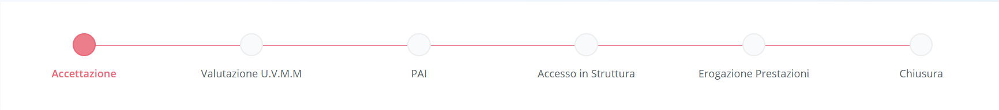 Accettazione
Valutazione U.V.M.M
PAI
Accesso in Struttura
Erogazione Prestazioni
Chiusura